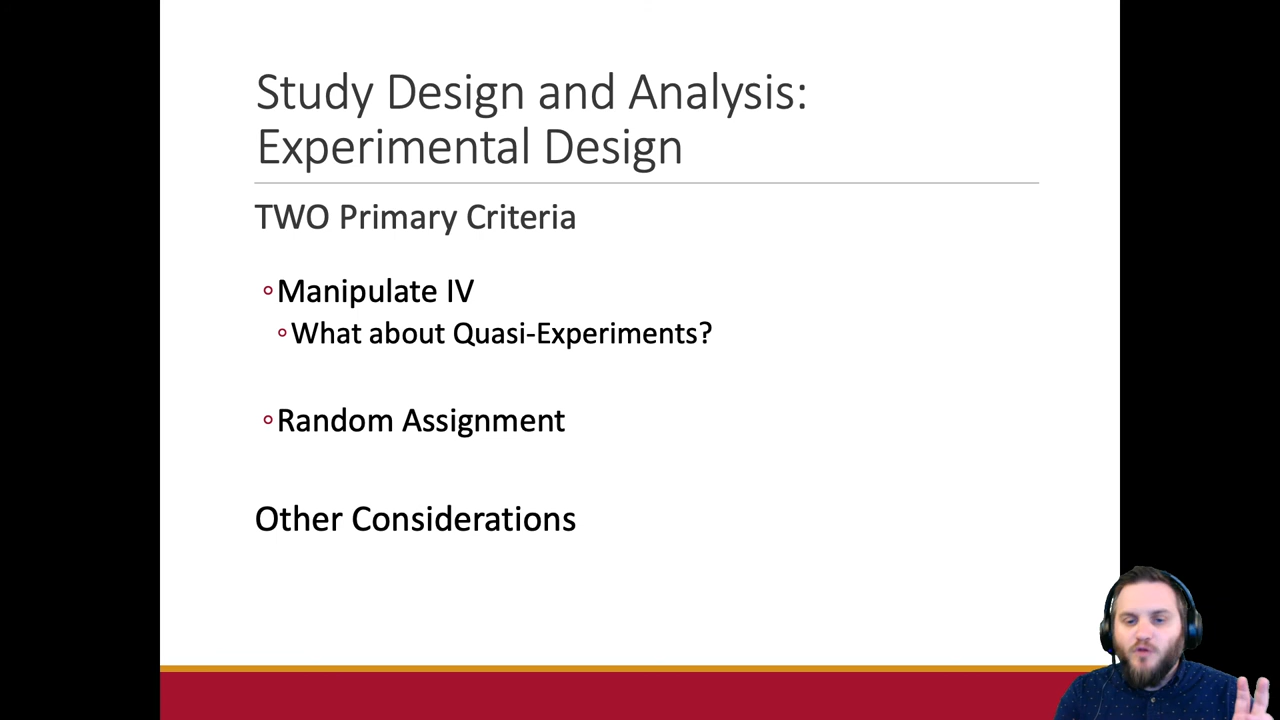 Study Design and Analysis:
Experimental Design
TWO Primary Criteria
◦Manipulate IV
◦What about Quasi-Experiments?
◦Random Assignment
Other Considerations